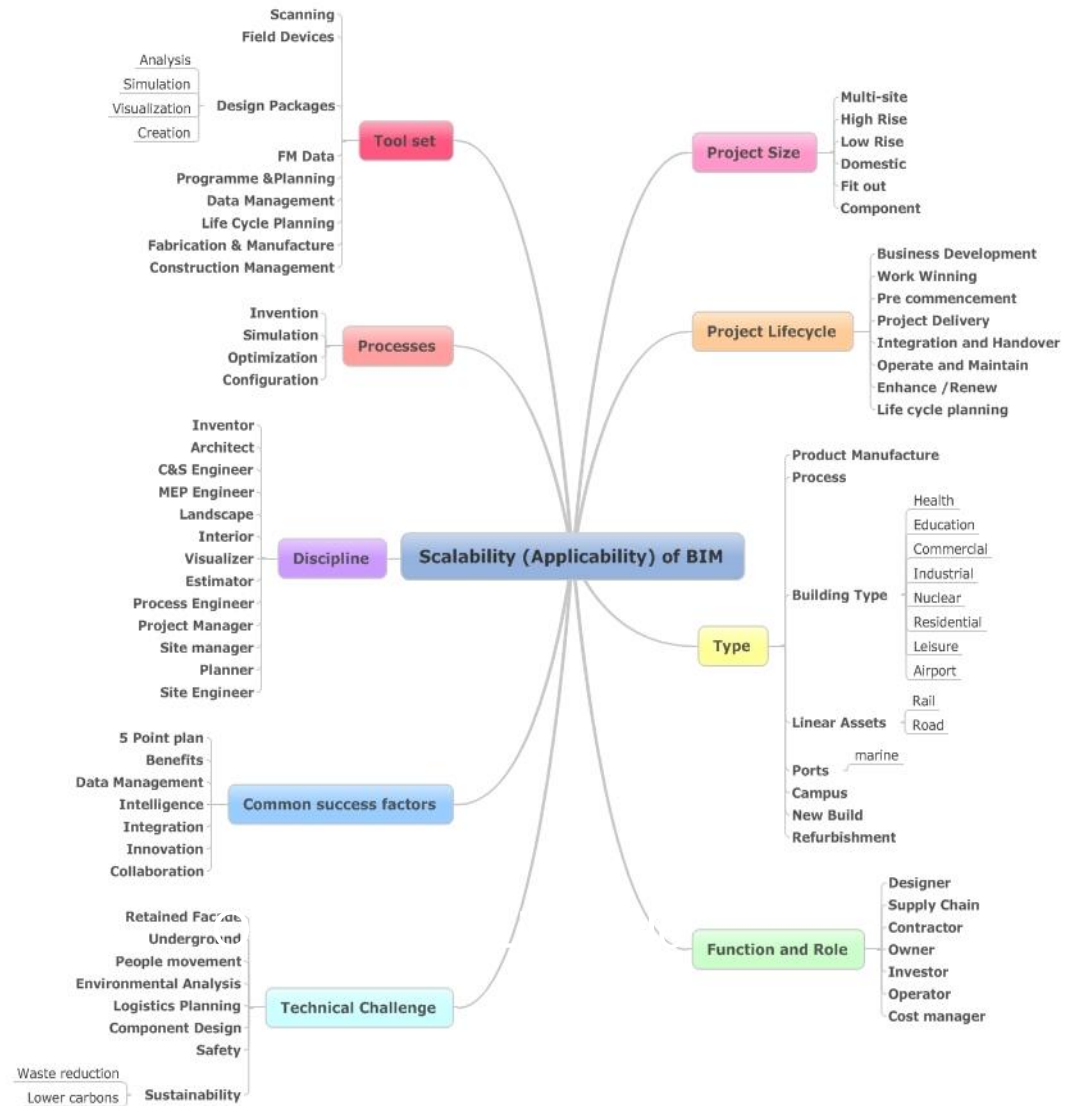 Scalability (Applicability) of BIM
Tool set
Scanning
Field Devices
Design Packages
Analysis
Simulation
Visualization
Creation
FM Data
Programme &Planning
Data Management
Life Cycle Planning
Fabrication & Manufacture
Construction Management
Processes
Invention
Simulation
Optimization
Configuration
Discipline
Inventor
Architect
C&S Engineer
MEP Engineer
Landscape
Interior
Visualizer
Estimator
Process Engineer
Project Manager
Site manager
Planner
Site Engineer
Common success factors
5 Point plan
Benefits
Data Management
Intelligence
Integration
Innovation
Collaboration
Technical Challenge
Retained Facade
Underground
People movement
Environmental Analysis
Logistics Planning
Component Design
Safety
Sustainability
Waste reduction
Lower carbons
Project Size
Multi-site
High Rise
Low Rise
Domestic
Fit out
Component
Project Lifecycle
Business Development
Work Winning
Pre commencement
Project Delivery
Integration and Handover
Operate and Maintain
Enhance /Renew
Life cycle planning
Type
Product Manufacture
Process
Building Type
Health
Education
Commercial
Industrial
Nuclear
Residential
Leisure
Airport
Linear Assets
Rail
Road
Ports
marine
Campus
New Build
Refurbishment
Function and Role
Designer
Supply Chain
Contractor
Owner
Investor
Operator
Cost manager